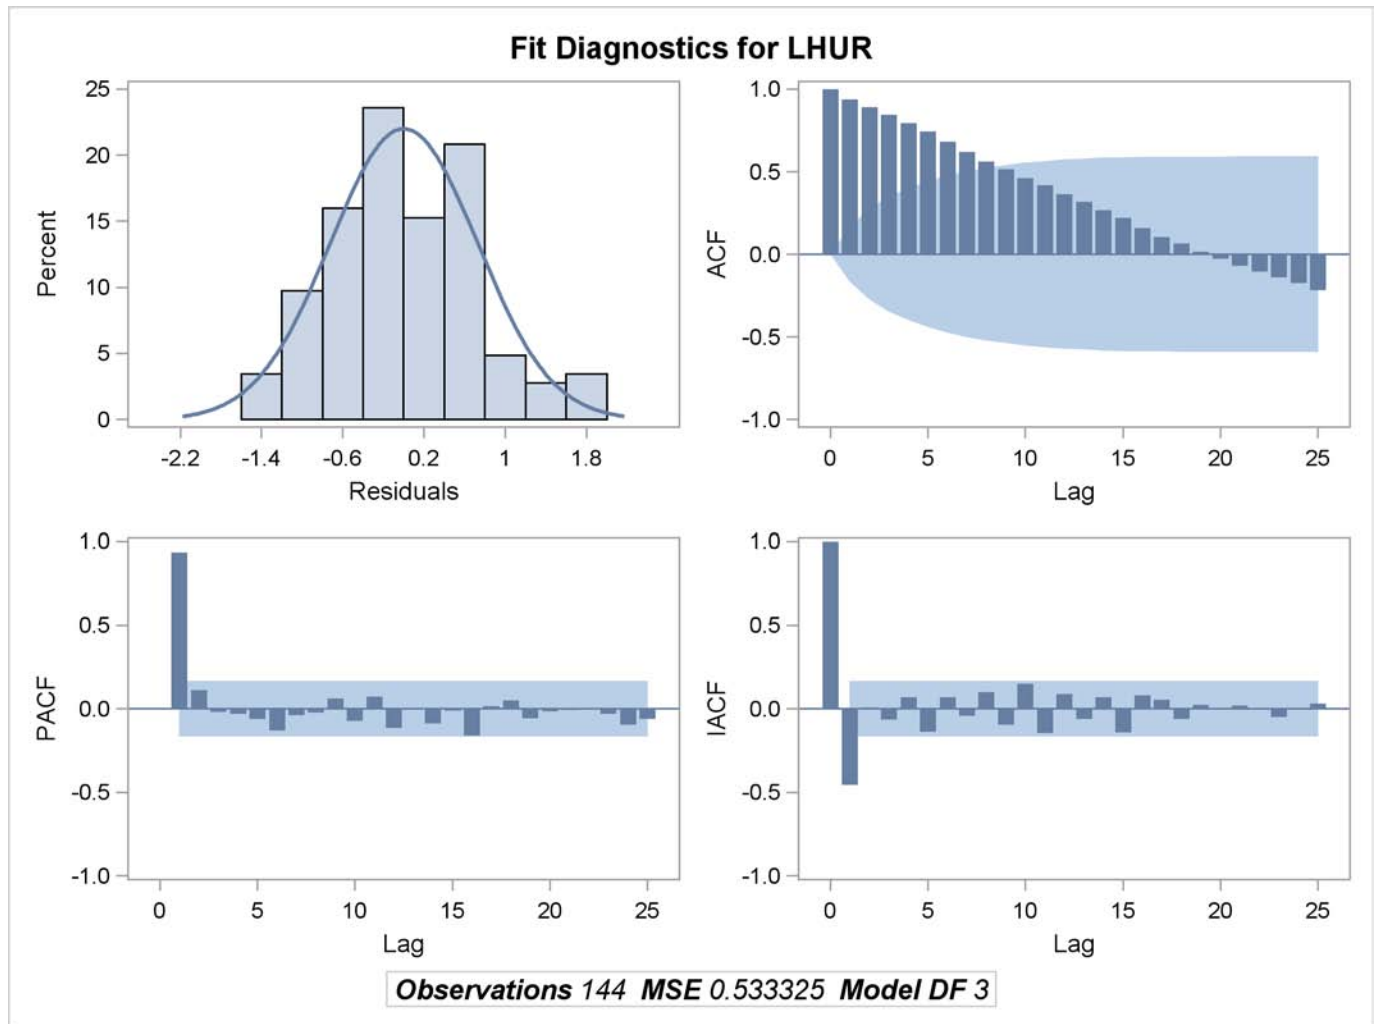 Fit Diagnostics for LHUR
25
20
15
10
5
0
Percent
-2.2 -1.4 -0.6 0.2 1 1.8
Residuals
1.0
0.5
0.0
-0.5
-1.0
ACF
0 5 10 15 20 25
Lag
1.0
0.5
0.0
-0.5
-1.0
PACF
0 5 10 15 20 25
Lag
1.0
0.5
0.0
-0.5
-1.0
IACF
0 5 10 15 20 25
Lag
Observations 144 MSE 0.533325 Model DF 3